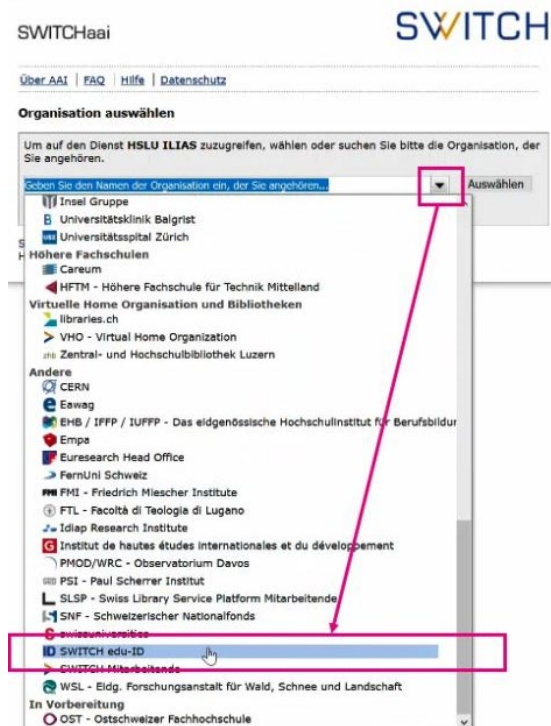 SWITCHaai
SWITCH
Über AAI | FAQ | Hilfe | Datenschutz
Organisation auswählen
Um auf den Dienst HSLU ILIAS zuzugreifen, wählen oder suchen Sie bitte die Organisation, der
Sie angehören.
Geben Sie den Namen der Organisation ein, der Sie angehören...
Auswählen
Insel Gruppe
B Universitätsklinik Balgrist
USZ Universitätsspital Zürich
Höhere Fachschulen
Careum
HFTM - Höhere Fachschule für Technik Mittelland
Virtuelle Home Organisation und Bibliotheken
libraries.ch
VHO - Virtual Home Organization
zhb Zentral- und Hochschulbibliothek Luzern
Andere
CERN
Eawag
EHB / IFFP / IUFFP - Das eidgenössische Hochschulinstitut für Berufsbildur
Empa
Euresearch Head Office
FernUni Schweiz
FMI FMI - Friedrich Miescher Institute
FTL - Facoltà di Teologia di Lugano
Idiap Research Institute
Institut de hautes études internationales et du développement
PMOD/WRC - Observatorium Davos
PSI - Paul Scherrer Institut
SLSP - Swiss Library Service Platform Mitarbeitende
SNF - Schweizerischer Nationalfonds
swissuniversities
ID SWITCH edu-ID
SWITCH Mitarbeitende
WSL - Eidg. Forschungsanstalt für Wald, Schnee und Landschaft
In Vorbereitung
OST - Ostschweizer Fachhochschule